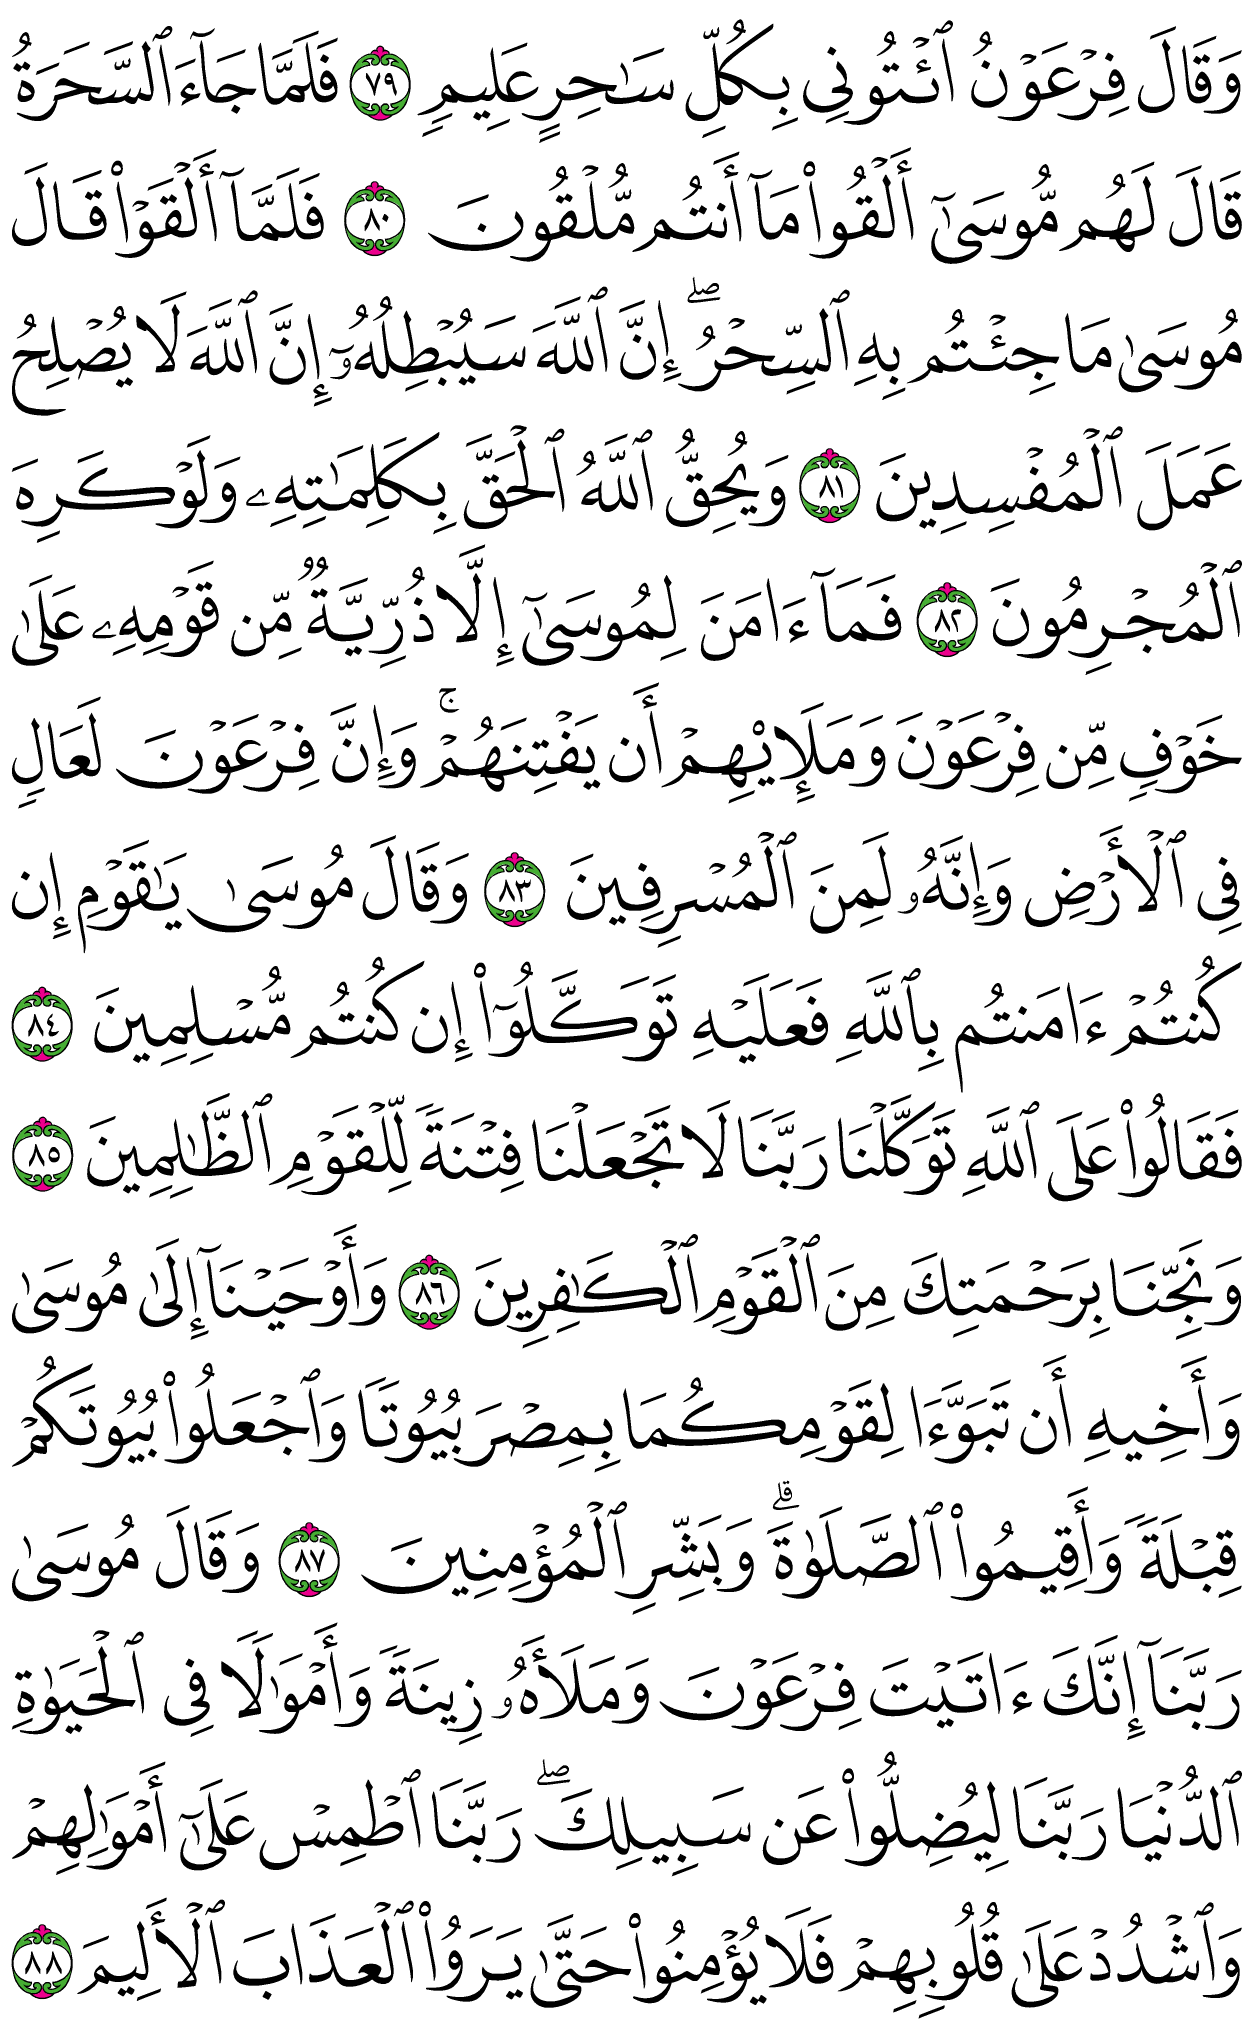 وَقَالَ فِرۡعَوۡنُ ٱئۡتُونِي بِكُلِّ سَٰحِرٍ عَلِيمٖ ٧٩ فَلَمَّا جَآءَ ٱلسَّحَرَةُ
قَالَ لَهُم مُّوسَىٰٓ أَلۡقُواْ مَآ أَنتُم مُّلۡقُونَ ٨٠ فَلَمَّآ أَلۡقَوۡاْ قَالَ
مُوسَىٰ مَا جِئۡتُم بِهِ ٱلسِّحۡرُۖ إِنَّ ٱللَّهَ سَيُبۡطِلُهُۥٓ إِنَّ ٱللَّهَ لَا يُصۡلِحُ
عَمَلَ ٱلۡمُفۡسِدِينَ ٨١ وَيُحِقُّ ٱللَّهُ ٱلۡحَقَّ بِكَلِمَٰتِهِۦ وَلَوۡ كَرِهَ
ٱلۡمُجۡرِمُونَ ٨٢ فَمَآ ءَامَنَ لِمُوسَىٰٓ إِلَّا ذُرِّيَّةٞ مِّن قَوۡمِهِۦ عَلَىٰ
خَوۡفٖ مِّن فِرۡعَوۡنَ وَمَلَإِيْهِمۡ أَن يَفۡتِنَهُمۡۚ وَإِنَّ فِرۡعَوۡنَ لَعَالٖ
فِي ٱلۡأَرۡضِ وَإِنَّهُۥ لَمِنَ ٱلۡمُسۡرِفِينَ ٨٣ وَقَالَ مُوسَىٰ يَٰقَوۡمِ إِن
كُنتُمۡ ءَامَنتُم بِٱللَّهِ فَعَلَيۡهِ تَوَكَّلُوٓاْ إِن كُنتُم مُّسۡلِمِينَ ٨٤
فَقَالُواْ عَلَى ٱللَّهِ تَوَكَّلۡنَا رَبَّنَا لَا تَجۡعَلۡنَا فِتۡنَةٗ لِّلۡقَوۡمِ ٱلظَّٰلِمِينَ ٨٥
وَنَجِّنَا بِرَحۡمَتِكَ مِنَ ٱلۡقَوۡمِ ٱلۡكَٰفِرِينَ ٨٦ وَأَوۡحَيۡنَآ إِلَىٰ مُوسَىٰ
وَأَخِيهِ أَن تَبَوَّءَا لِقَوۡمِكُمَا بِمِصۡرَ بُيُوتٗا وَٱجۡعَلُواْ بُيُوتَكُمۡ
قِبۡلَةٗ وَأَقِيمُواْ ٱلصَّلَوٰةَۗ وَبَشِّرِ ٱلۡمُؤۡمِنِينَ ٨٧ وَقَالَ مُوسَىٰ
رَبَّنَآ إِنَّكَ ءَاتَيۡتَ فِرۡعَوۡنَ وَمَلَأَهُۥ زِينَةٗ وَأَمۡوَٰلٗا فِي ٱلۡحَيَوٰةِ
ٱلدُّنۡيَا رَبَّنَا لِيُضِلُّواْ عَن سَبِيلِكَۖ رَبَّنَا ٱطۡمِسۡ عَلَىٰٓ أَمۡوَٰلِهِمۡ
وَٱشۡدُدۡ عَلَىٰ قُلُوبِهِمۡ فَلَا يُؤۡمِنُواْ حَتَّىٰ يَرَوُاْ ٱلۡعَذَابَ ٱلۡأَلِيمَ ٨٨